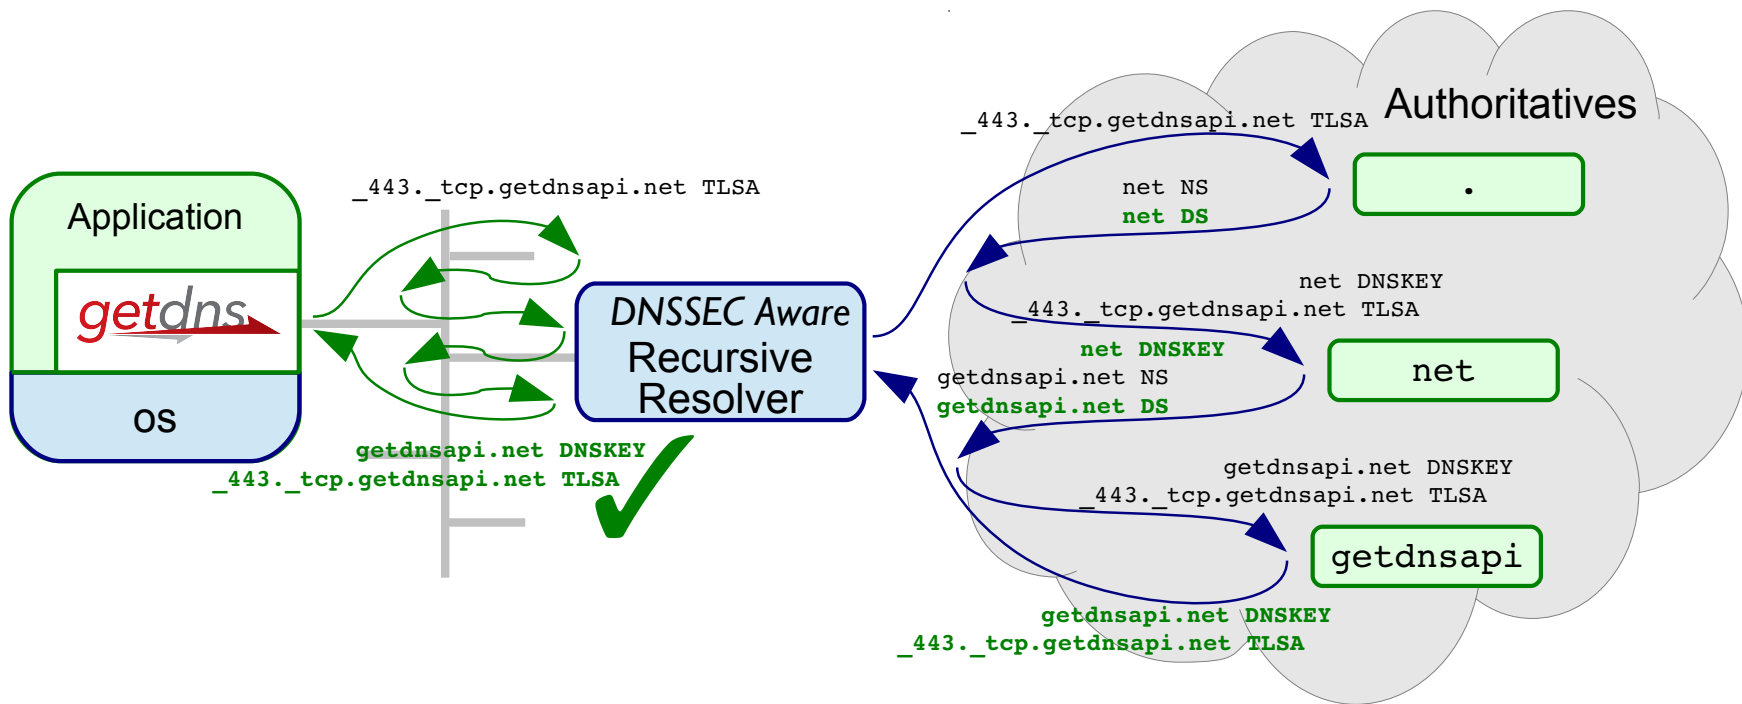 Application
getdns
OS
_443._tcp.getdnsapi.net TLSA
getdnsapi.net DNSKEY
_443._tcp.getdnsapi.net TLSA
DNSSEC Aware
Recursive
Resolver
Authoritatives
_443._tcp.getdnsapi.net TLSA
.
net NS
net DS
net DNSKEY
_443._tcp.getdnsapi.net TLSA
net DNSKEY
getdnsapi.net NS
getdnsapi.net DS
net
getdnsapi.net DNSKEY
_443._tcp.getdnsapi.net TLSA
getdnsapi
getdnsapi.net DNSKEY
_443._tcp.getdnsapi.net TLSA